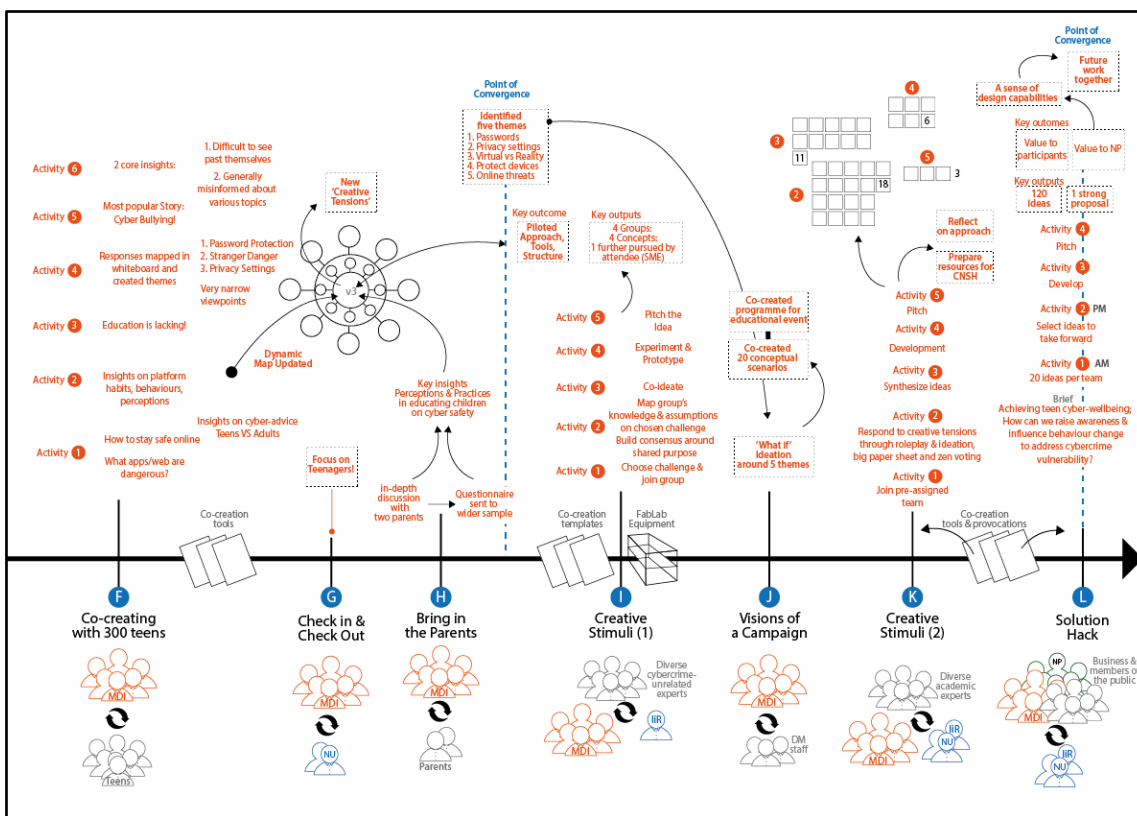 Activity 6
2 core insights:
1. Difficult to see
past themselves
2. Generally
misinformed about
various topics
Activity 5
Most popular Story:
Cyber Bullying!
Activity 4
Responses mapped in
whiteboard and
created themes
1. Password Protection
2. Stranger Danger
3. Privacy Settings
Very narrow
viewpoints
Activity 3
Education is lacking!
Activity 2
Insights on platform
habits, behaviours,
perceptions
Activity 1
How to stay safe online
What apps/web are
dangerous?
Insights on cyber-advice
Teens VS Adults
New
'Creative
Tensions'
v3
Dynamic
Map Updated
Focus on
Teenagers!
Key insights
Perceptions & Practices
in educating children
on cyber safety
in-depth
discussion
with
two parents
Questionnaire
sent to
wider sample
Point of
Convergence
Identified
five themes
1. Passwords
2. Privacy settings
3. Virtual vs Reality
4. Protect devices
5. Online threats
Key outcome
Piloted
Approach,
Tools,
Structure
Key outputs
4 Groups:
4 Concepts:
1 further pursued by
attendee (SME)
Activity 5
Pitch the
Idea
Activity 4
Experiment &
Prototype
Activity 3
Co-ideate
Activity 2
Map group's
knowledge & assumptions
on chosen challenge
Build consensus around
shared purpose
Activity 1
Choose challenge &
join group
Co-created
programme for
educational event
Co-created
20 conceptual
scenarios
'What if'
Ideation
around 5 themes
4
6
3
11
2
18
5
3
Reflect
on approach
Prepare
resources for
CNSH
Activity 5
Pitch
Activity 4
Development
Activity 3
Synthesize ideas
Activity 2
Respond to creative tensions
through roleplay & ideation,
big paper sheet and zen voting
Activity 1
Join pre-assigned
team
Point of
Convergence
Future
work
together
A sense of
design capabilities
Key outcomes
Value to
participants
Value to NP
Key outputs
120
ideas
1 strong
proposal
Activity 4
Pitch
Activity 3
Develop
Activity 2 PM
Select ideas to
take forward
Activity 1 AM
20 ideas per team
Brief
Achieving teen cyber-wellbeing;
How can we raise awareness &
influence behaviour change
to address cybercrime
vulnerability?
Co-creation
tools
Co-creation
templates
FabLab
Equipment
Co-creation
tools & provocations
F
Co-creating
with 300 teens
MDI
Teens
G
Check in &
Check Out
MDI
NU
H
Bring in
the Parents
MDI
Parents
I
Creative
Stimuli (1)
Diverse
cybercrime-
unrelated
experts
MDI
IiR
J
Visions of
a Campaign
MDI
DM
staff
K
Creative
Stimuli (2)
Diverse
academic
experts
MDI
IiR
NU
L
Solution
Hack
NP
Business &
members of
the public
MDI
IiR
NU